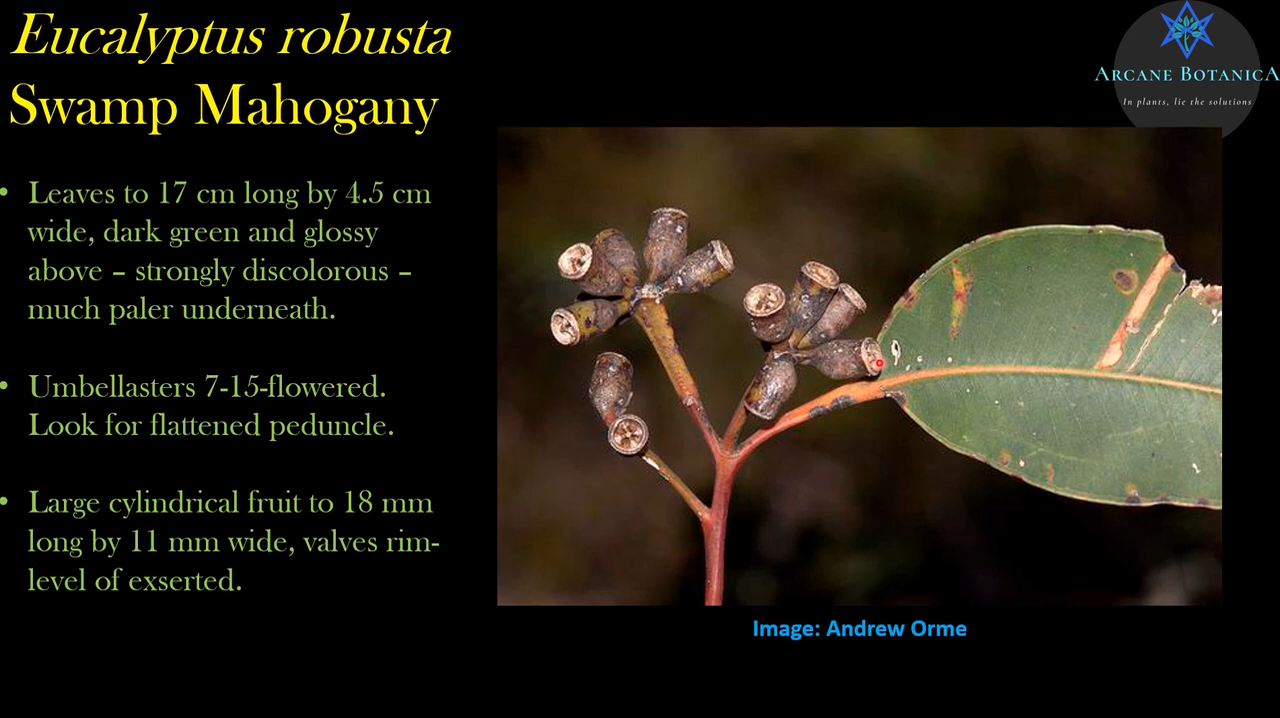 Eucalyptus robusta
Swamp Mahogany
ARCANE BOTANICA
In plants, lie the solutions
• Leaves to 17 cm long by 4.5 cm
wide, dark green and glossy
above – strongly discolorous –
much paler underneath.
• Umbellasters 7-15-flowered.
Look for flattened peduncle.
• Large cylindrical fruit to 18 mm
long by 11 mm wide, valves rim-
level of exserted.
Image: Andrew Orme